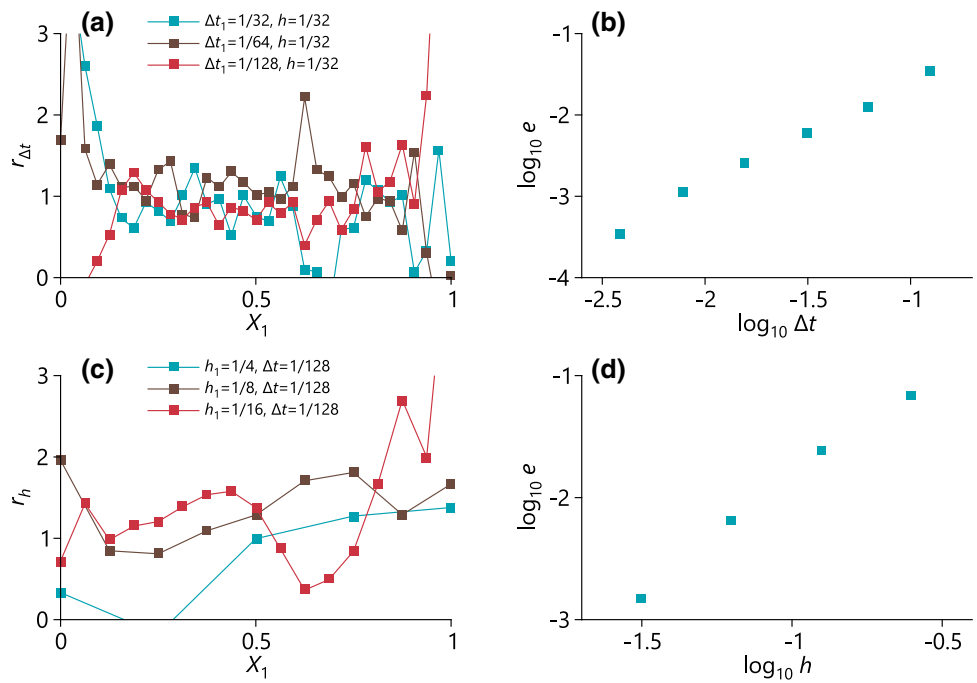 (a)
Δt₁=1/32, h=1/32
Δt₁=1/64, h=1/32
Δt₁=1/128, h=1/32
3
2
1
0
r_Δt
0
0.5
1
X₁
(b)
-1
-2
-3
-4
log₁₀ e
-2.5
-2
-1.5
-1
log₁₀ Δt
(c)
h₁=1/4, Δt=1/128
h₁=1/8, Δt=1/128
h₁=1/16, Δt=1/128
3
2
1
0
r_h
0
0.5
1
X₁
(d)
-1
-2
-3
log₁₀ e
-1.5
-1
-0.5
log₁₀ h